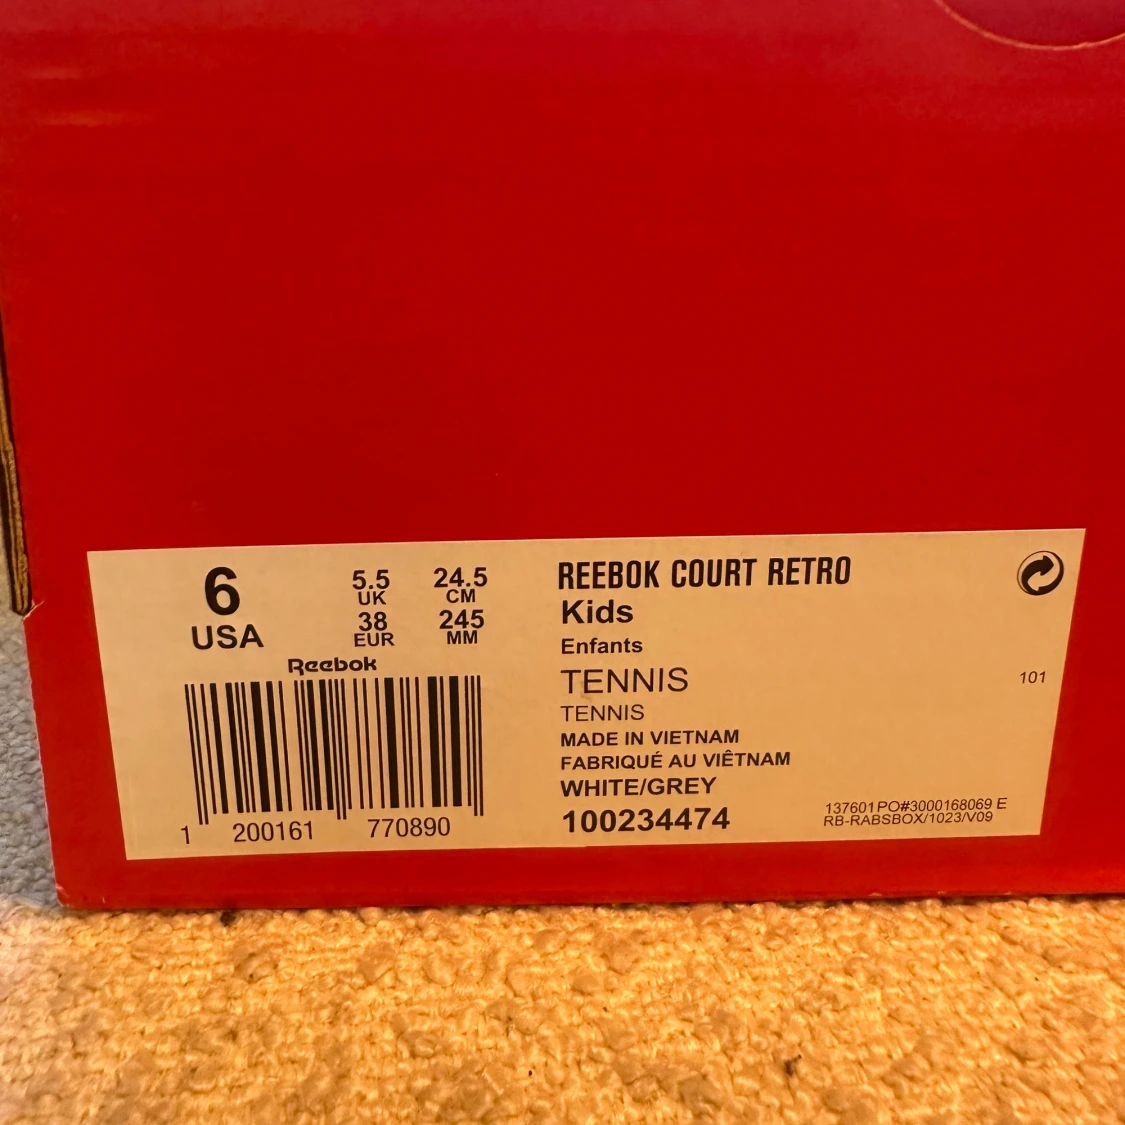 6
USA
5.5
UK
38
EUR
24.5
CM
245
MM
Reebok
1 200161 770890
REEBOK COURT RETRO
Kids
Enfants
TENNIS
TENNIS
MADE IN VIETNAM
FABRIQUÉ AU VIÊTNAM
WHITE/GREY
100234474
101
137601PO#3000168069 E
RB-RABSBOX/1023/V09